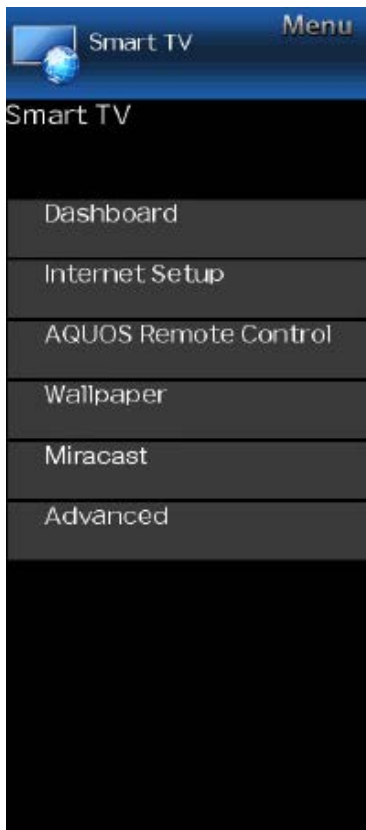 Smart TV
Menu
Smart TV
Dashboard
Internet Setup
AQUOS Remote Control
Wallpaper
Miracast
Advanced